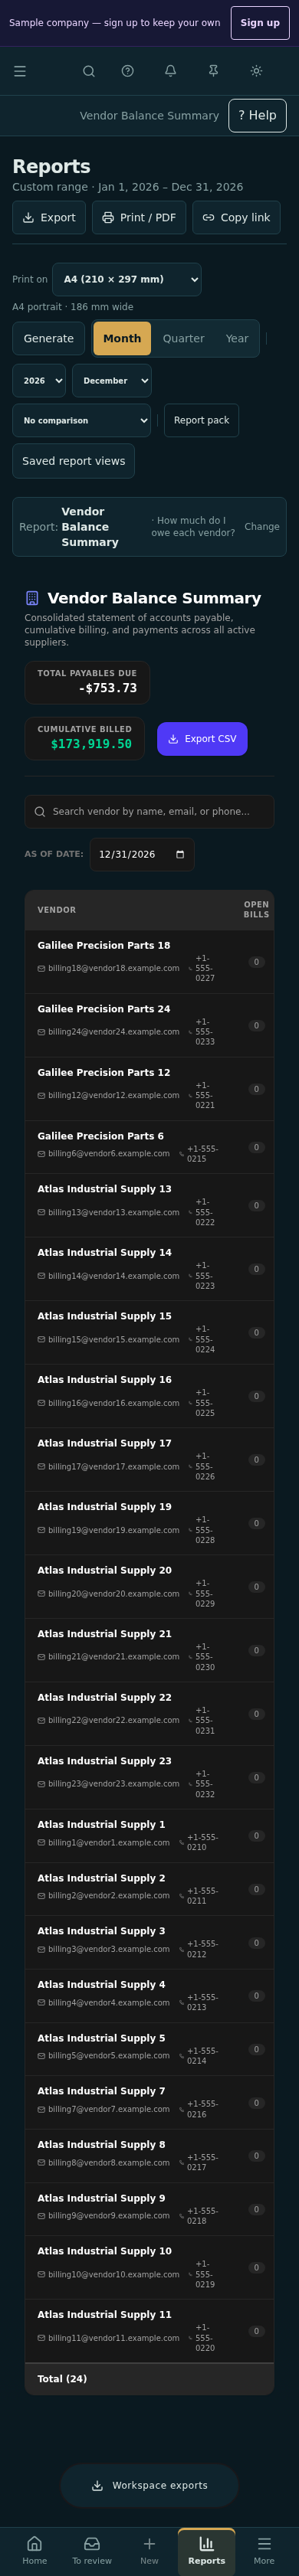 Sample company — sign up to keep your own
Sign up
Vendor Balance Summary
? Help
Reports
Custom range · Jan 1, 2026 – Dec 31, 2026
Export
Print / PDF
Copy link
Print on
A4 (210 × 297 mm)
A4 portrait · 186 mm wide
Generate
Month
Quarter
Year
2026
December
No comparison
Report pack
Saved report views
Report:
Vendor
Balance
Summary
· How much do I
owe each vendor?
Change
Vendor Balance Summary
Consolidated statement of accounts payable,
cumulative billing, and payments across all active
suppliers.
TOTAL PAYABLES DUE
-$753.73
CUMULATIVE BILLED
$173,919.50
Export CSV
Search vendor by name, email, or phone...
AS OF DATE:
12/31/2026
VENDOR
OPEN
BILLS
Galilee Precision Parts 18
billing18@vendor18.example.com
+1-
555-
0227
0
Galilee Precision Parts 24
billing24@vendor24.example.com
+1-
555-
0233
0
Galilee Precision Parts 12
billing12@vendor12.example.com
+1-
555-
0221
0
Galilee Precision Parts 6
billing6@vendor6.example.com
+1-555-
0215
0
Atlas Industrial Supply 13
billing13@vendor13.example.com
+1-
555-
0222
0
Atlas Industrial Supply 14
billing14@vendor14.example.com
+1-
555-
0223
0
Atlas Industrial Supply 15
billing15@vendor15.example.com
+1-
555-
0224
0
Atlas Industrial Supply 16
billing16@vendor16.example.com
+1-
555-
0225
0
Atlas Industrial Supply 17
billing17@vendor17.example.com
+1-
555-
0226
0
Atlas Industrial Supply 19
billing19@vendor19.example.com
+1-
555-
0228
0
Atlas Industrial Supply 20
billing20@vendor20.example.com
+1-
555-
0229
0
Atlas Industrial Supply 21
billing21@vendor21.example.com
+1-
555-
0230
0
Atlas Industrial Supply 22
billing22@vendor22.example.com
+1-
555-
0231
0
Atlas Industrial Supply 23
billing23@vendor23.example.com
+1-
555-
0232
0
Atlas Industrial Supply 1
billing1@vendor1.example.com
+1-555-
0210
0
Atlas Industrial Supply 2
billing2@vendor2.example.com
+1-555-
0211
0
Atlas Industrial Supply 3
billing3@vendor3.example.com
+1-555-
0212
0
Atlas Industrial Supply 4
billing4@vendor4.example.com
+1-555-
0213
0
Atlas Industrial Supply 5
billing5@vendor5.example.com
+1-555-
0214
0
Atlas Industrial Supply 7
billing7@vendor7.example.com
+1-555-
0216
0
Atlas Industrial Supply 8
billing8@vendor8.example.com
+1-555-
0217
0
Atlas Industrial Supply 9
billing9@vendor9.example.com
+1-555-
0218
0
Atlas Industrial Supply 10
billing10@vendor10.example.com
+1-
555-
0219
0
Atlas Industrial Supply 11
billing11@vendor11.example.com
+1-
555-
0220
0
Total (24)
Workspace exports
Home
To review
New
Reports
More